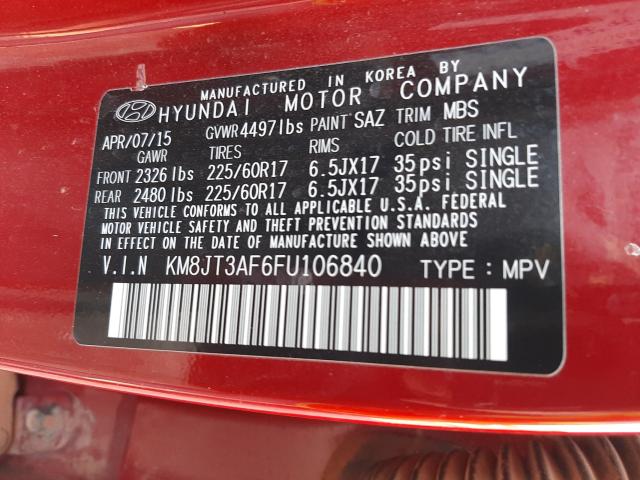 MANUFACTURED IN KOREA BY
HYUNDAI MOTOR COMPANY
APR/07/15 GVWR 4497lbs PAINT SAZ TRIM MBS
GAWR TIRES RIMS COLD TIRE INFL
FRONT 2326 lbs 225/60R17 6.5JX17 35psi SINGLE
REAR 2480 lbs 225/60R17 6.5JX17 35psi SINGLE
THIS VEHICLE CONFORMS TO ALL APPLICABLE U.S.A. FEDERAL
MOTOR VEHICLE SAFETY AND THEFT PREVENTION STANDARDS
IN EFFECT ON THE DATE OF MANUFACTURE SHOWN ABOVE.
V.I.N KM8JT3AF6FU106840 TYPE : MPV